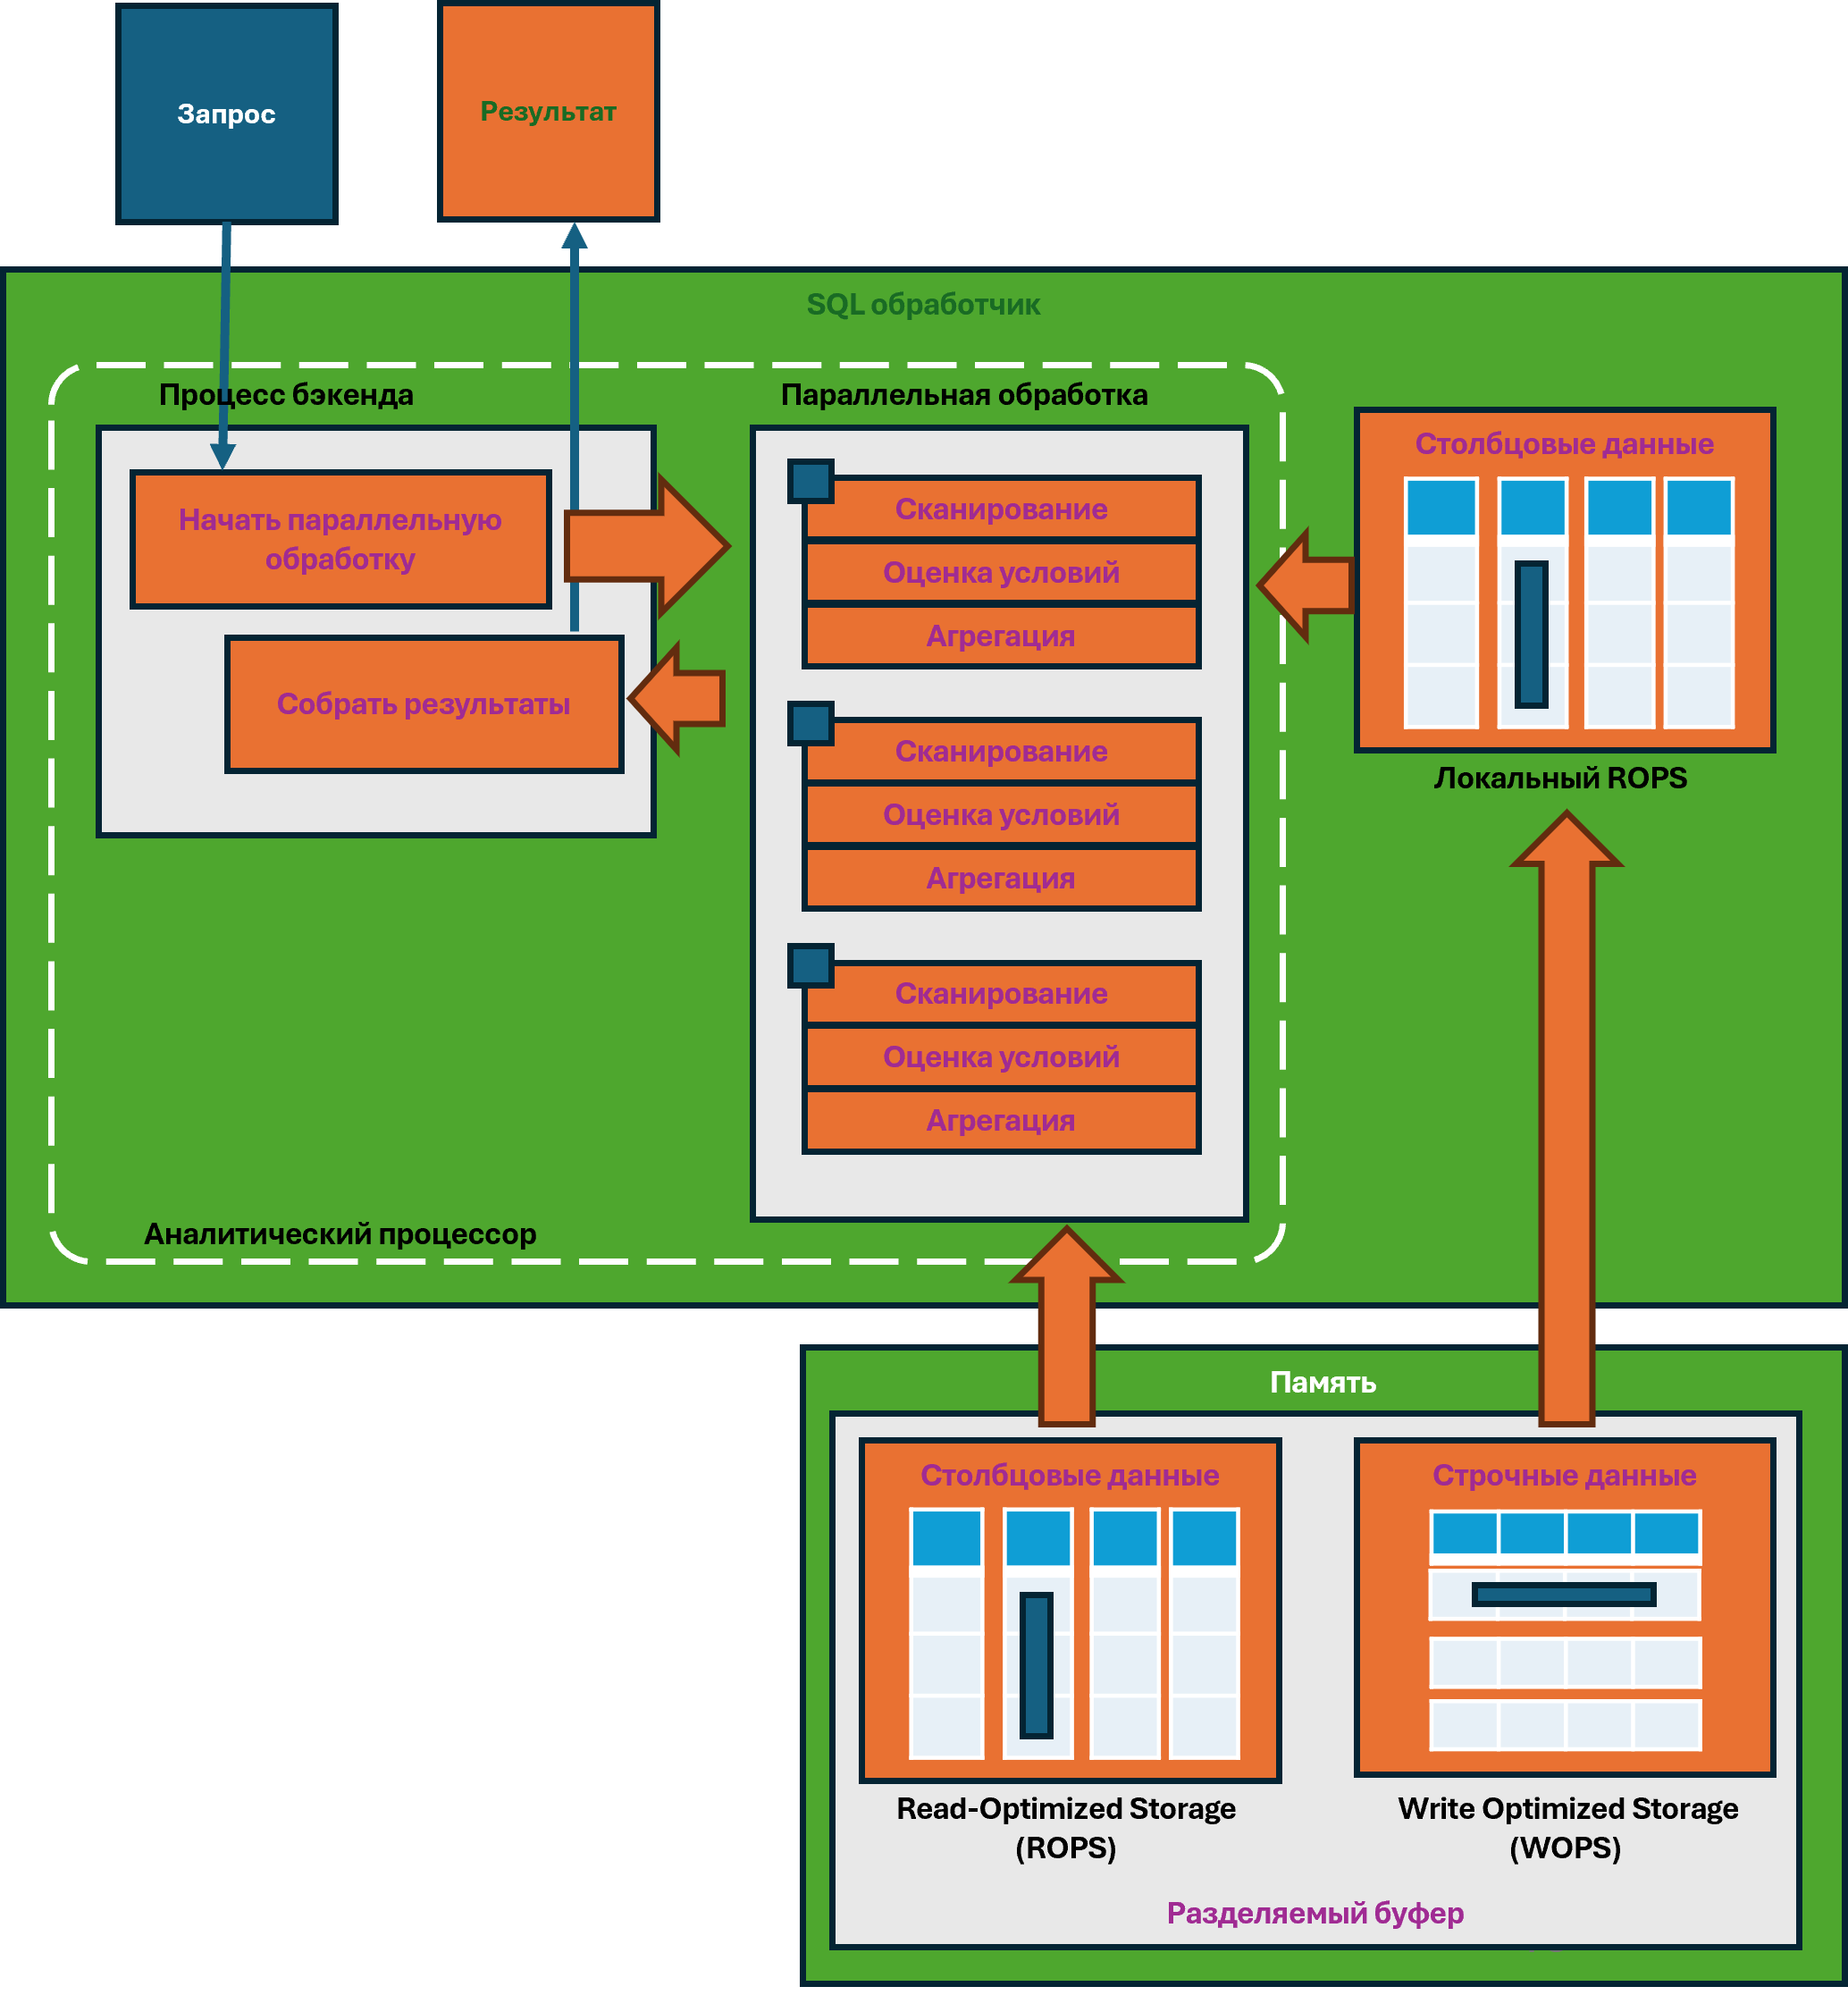 Запрос
Результат
SQL обработчик
Процесс бэкенда
Параллельная обработка
Начать параллельную
обработку
Собрать результаты
Сканирование
Оценка условий
Агрегация
Сканирование
Оценка условий
Агрегация
Сканирование
Оценка условий
Агрегация
Столбцовые данные
Локальный ROPS
Аналитический процессор
Память
Столбцовые данные
Read-Optimized Storage
(ROPS)
Строчные данные
Write Optimized Storage
(WOPS)
Разделяемый буфер